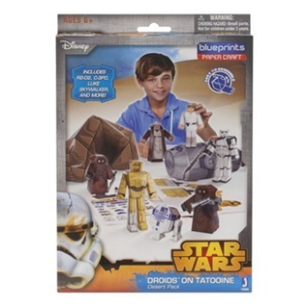 AGES 6+
Disney
WARNING:
blueprints
PAPER CRAFT
INCLUDES
R2-D2, C-3PO,
LUKE
SKYWALKER,
AND MORE!
STAR
WARS
DROIDS ON TATOOINE
Desert Pack